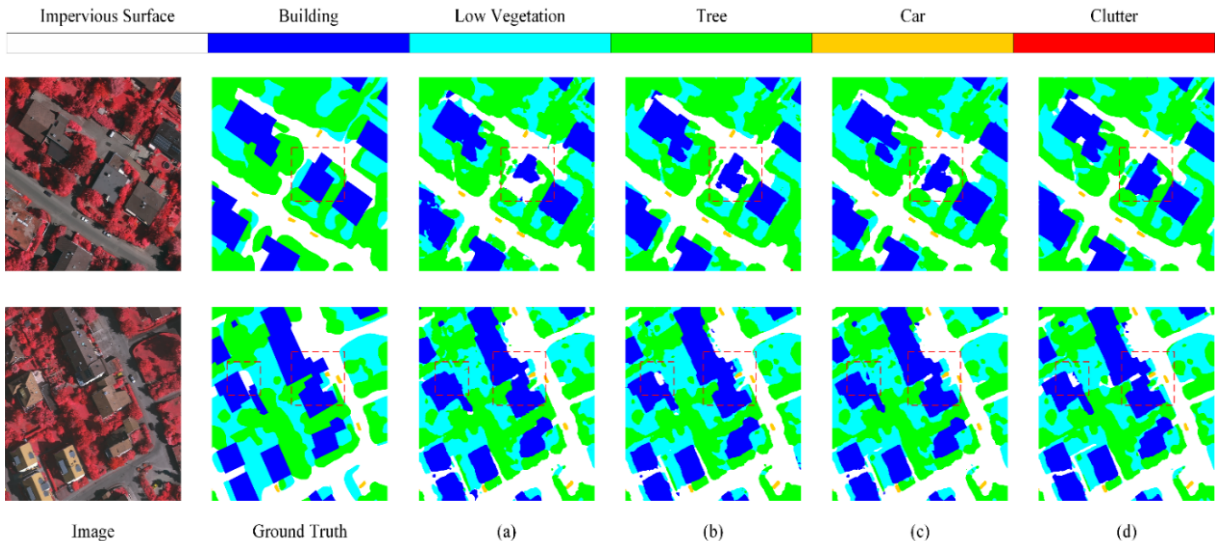 Impervious Surface Building Low Vegetation Tree Car Clutter
Image Ground Truth (a) (b) (c) (d)